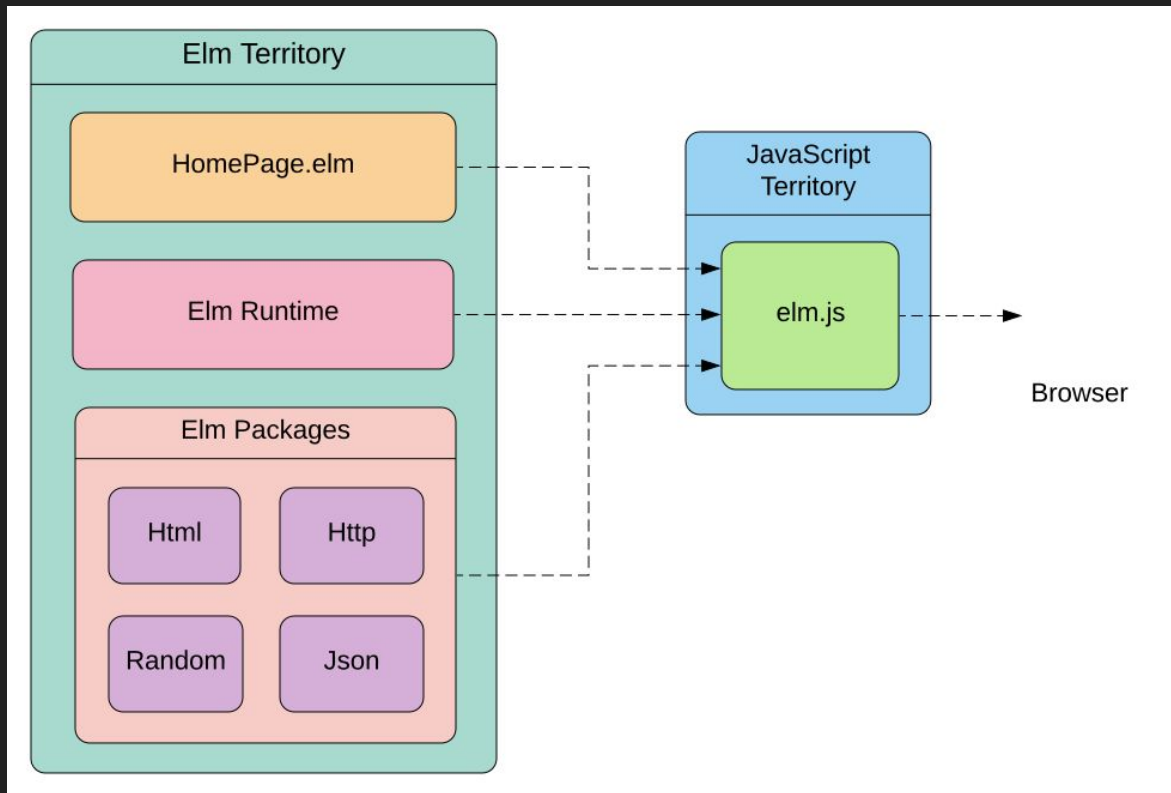 Elm Territory
HomePage.elm
Elm Runtime
Elm Packages
Html
Http
Random
Json
JavaScript
Territory
elm.js
Browser